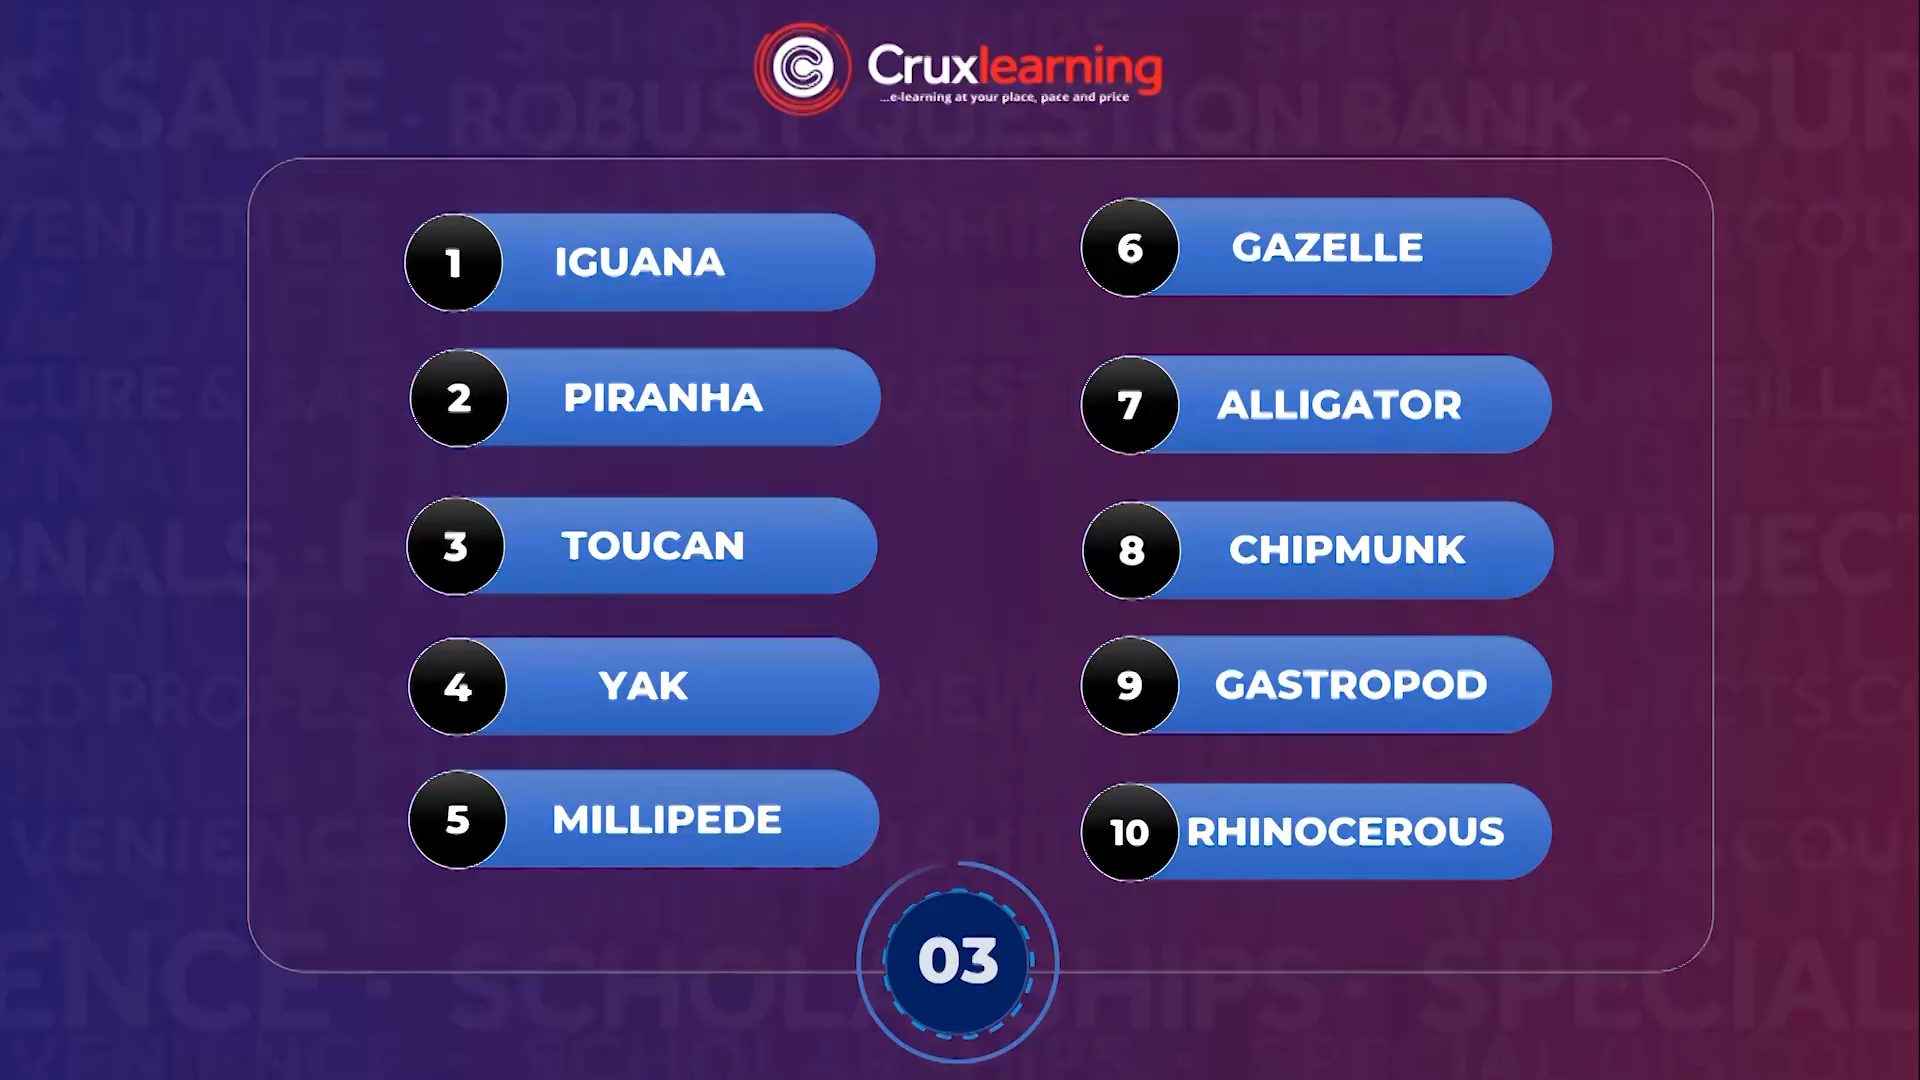 Cruxlearning
...e-learning at your place, pace and price
1 IGUANA
2 PIRANHA
3 TOUCAN
4 YAK
5 MILLIPEDE
6 GAZELLE
7 ALLIGATOR
8 CHIPMUNK
9 GASTROPOD
10 RHINOCEROUS
03